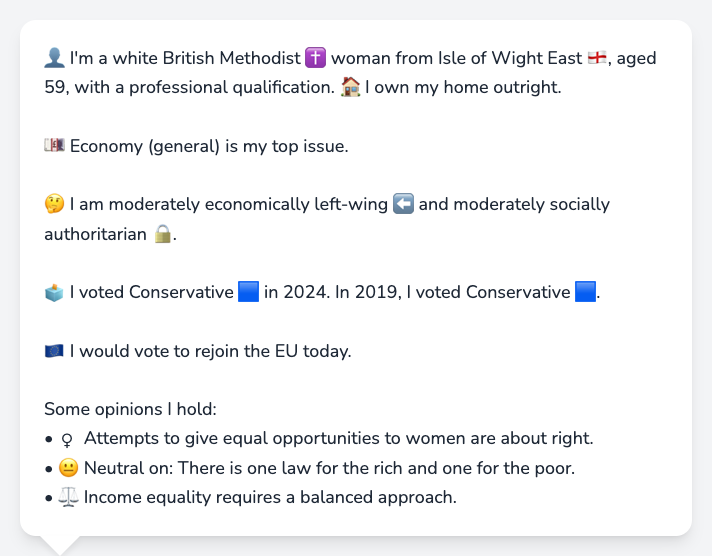 👤 I'm a white British Methodist ✝️ woman from Isle of Wight East 🏴󠁧󠁢󠁥󠁮󠁧󠁿, aged
59, with a professional qualification. 🏠 I own my home outright.
💷 Economy (general) is my top issue.
🤔 I am moderately economically left-wing ⬅️ and moderately socially
authoritarian 🔒.
🗳️ I voted Conservative 🟦 in 2024. In 2019, I voted Conservative 🟦.
🇪🇺 I would vote to rejoin the EU today.
Some opinions I hold:
• ♀ Attempts to give equal opportunities to women are about right.
• 😐 Neutral on: There is one law for the rich and one for the poor.
• ⚖️ Income equality requires a balanced approach.